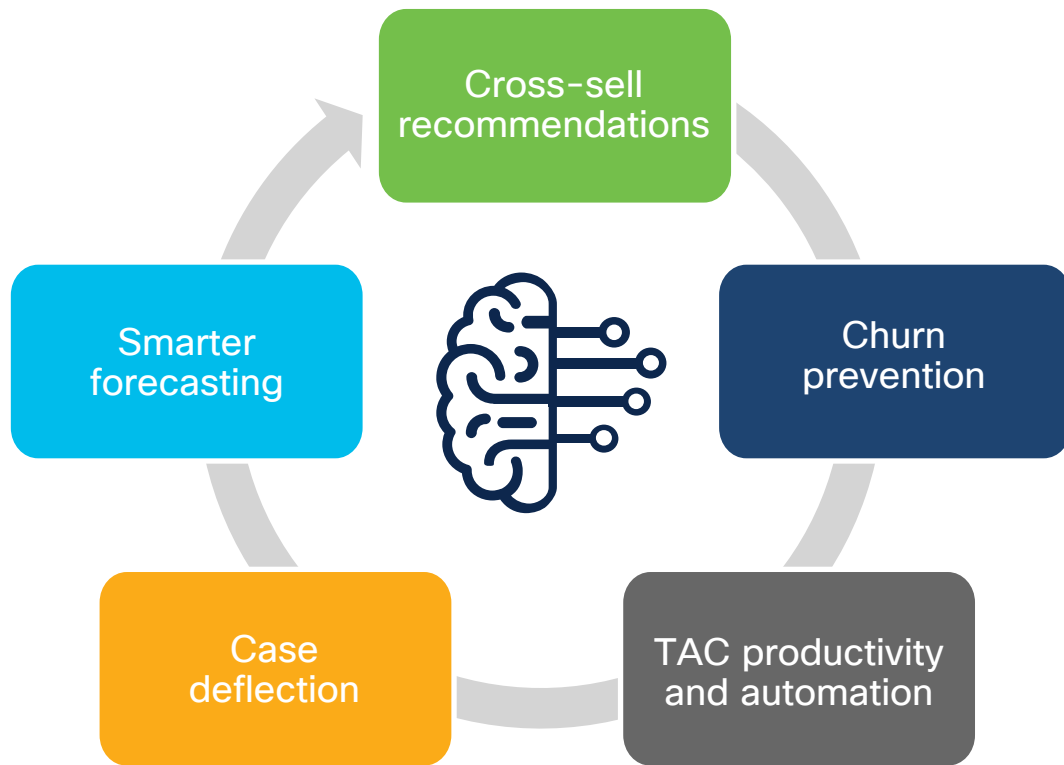 Cross-sell
recommendations
Churn
prevention
TAC productivity
and automation
Case
deflection
Smarter
forecasting